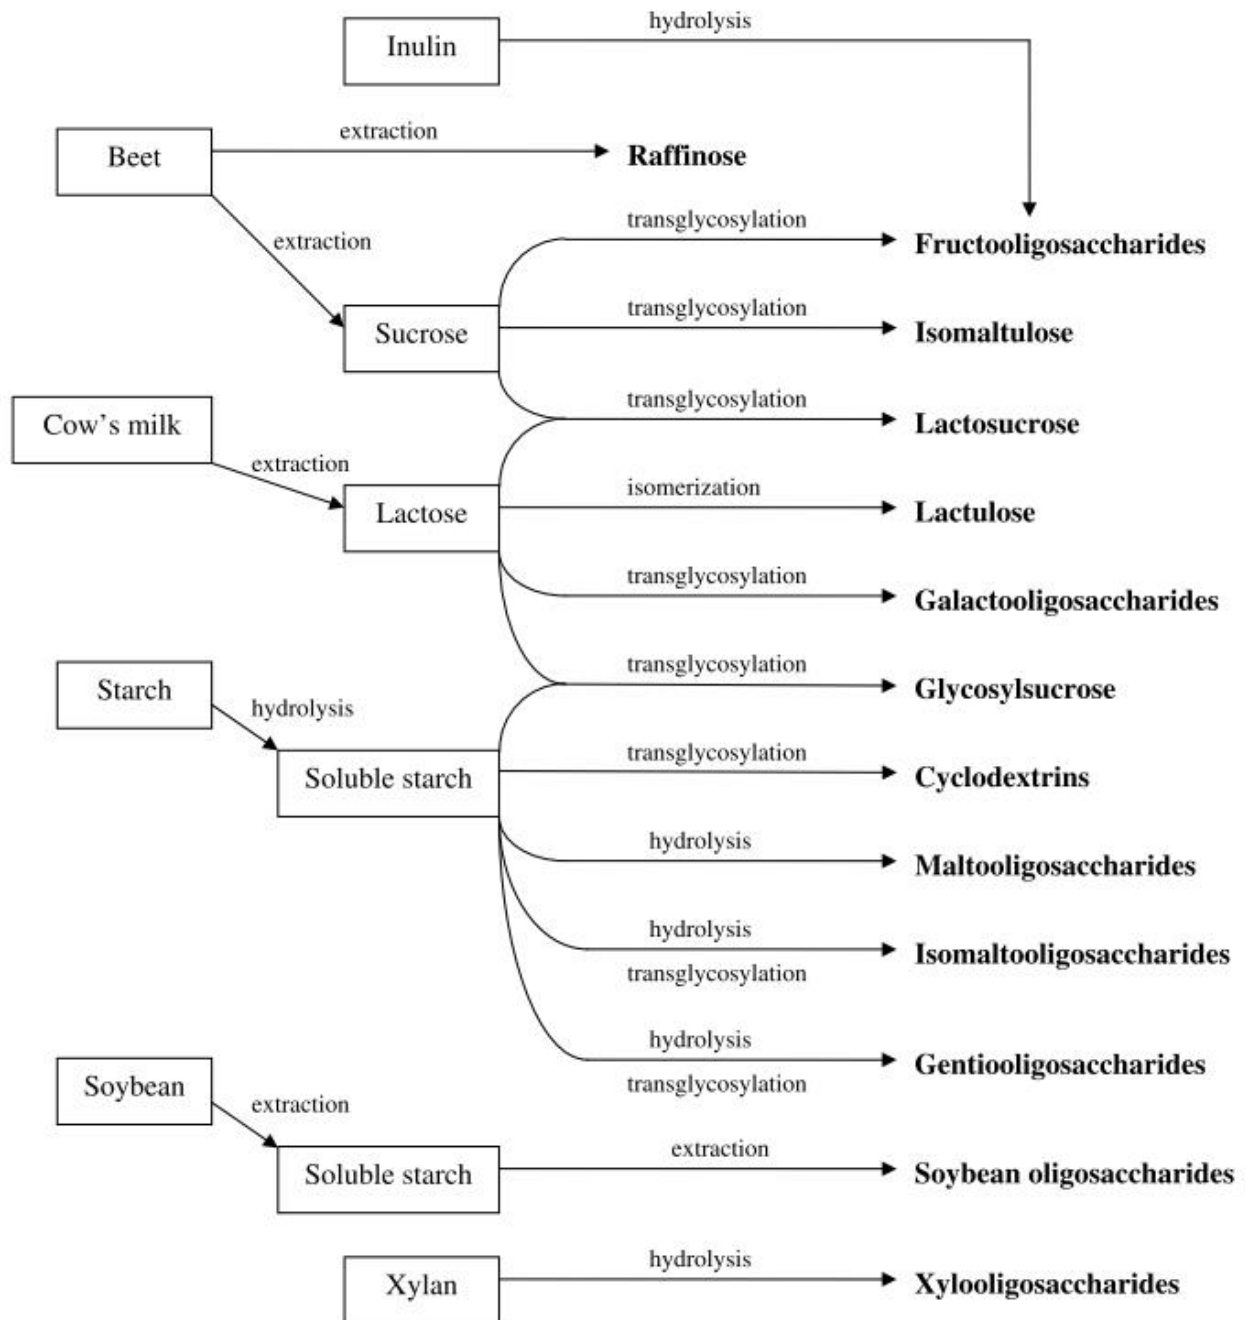 hydrolysis
Inulin
extraction
Beet
Raffinose
transglycosylation
extraction
Fructooligosaccharides
transglycosylation
Sucrose
Isomaltulose
transglycosylation
Cow's milk
Lactosucrose
extraction
isomerization
Lactose
Lactulose
transglycosylation
Galactooligosaccharides
transglycosylation
Starch
Glycosylsucrose
hydrolysis
transglycosylation
Soluble starch
Cyclodextrins
hydrolysis
Maltooligosaccharides
hydrolysis
Isomaltooligosaccharides
transglycosylation
hydrolysis
Gentiooligosaccharides
transglycosylation
Soybean
extraction
extraction
Soluble starch
Soybean oligosaccharides
hydrolysis
Xylan
Xylooligosaccharides